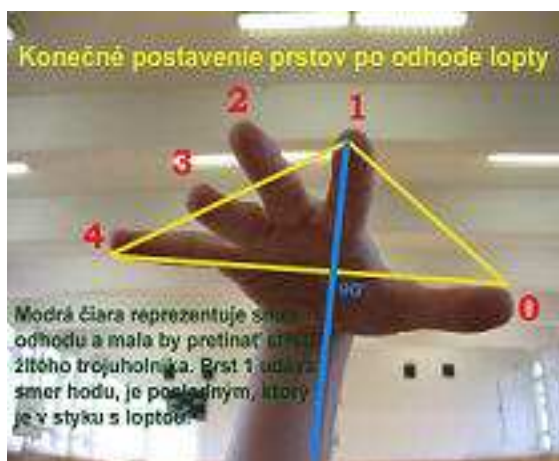 Konečné postavenie prstov po odhode lopty
1
2
3
4
0
90
Modrá čiara reprezentuje
odhodu a mala by pretínať
žltého trojuholníka. Prst 1 udáva
smer hodu, je posledným, ktorý
je v styku s loptou.